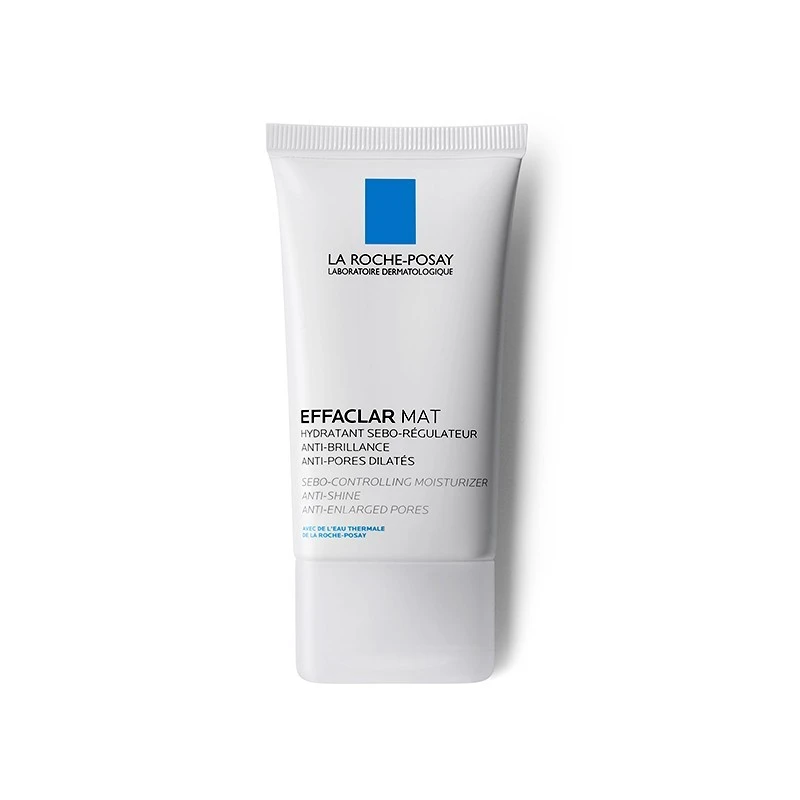 LA ROCHE-POSAY
LABORATOIRE DERMATOLOGIQUE
EFFACLAR MAT
HYDRATANT SEBO-RÉGULATEUR
ANTI-BRILLANCE
ANTI-PORES DILATÉS
SEBO-CONTROLLING MOISTURIZER
ANTI-SHINE
ANTI-ENLARGED PORES
AVEC DE L'EAU THERMALE
DE LA ROCHE-POSAY